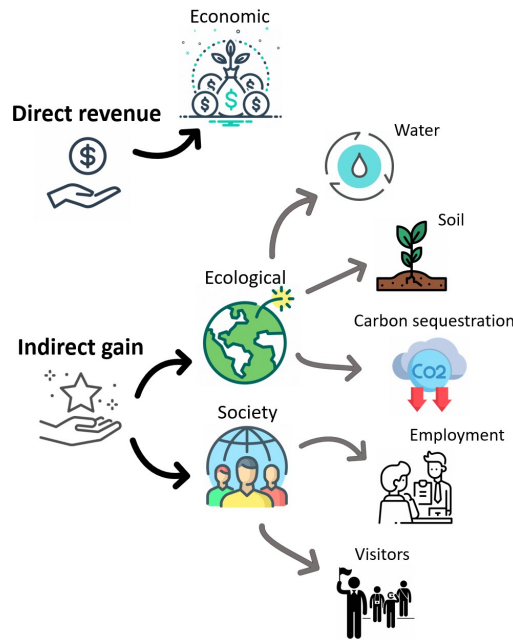 Economic
Direct revenue
$
$ $
$ $ $
Water
Soil
Ecological
Carbon sequestration
Indirect gain
CO2
Society
Employment
Visitors